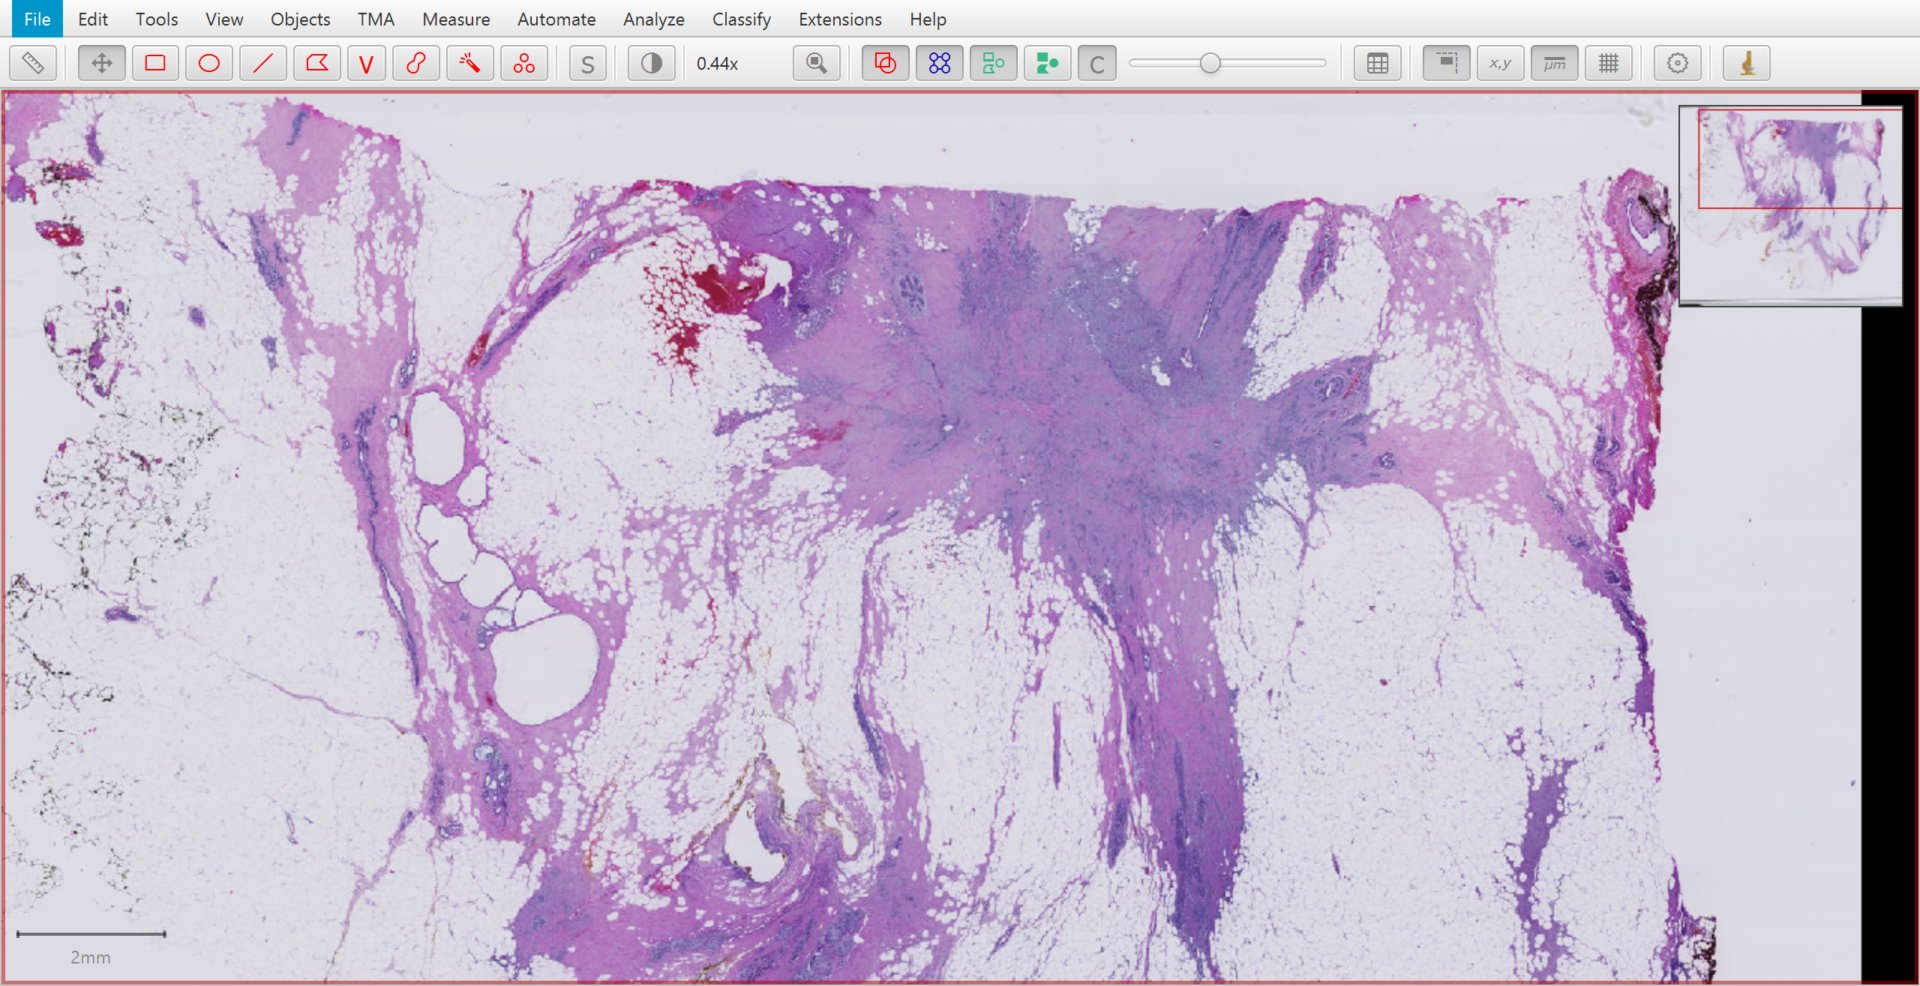 File Edit Tools View Objects TMA Measure Automate Analyze Classify Extensions Help
V S 0.44x C x,y µm
2mm